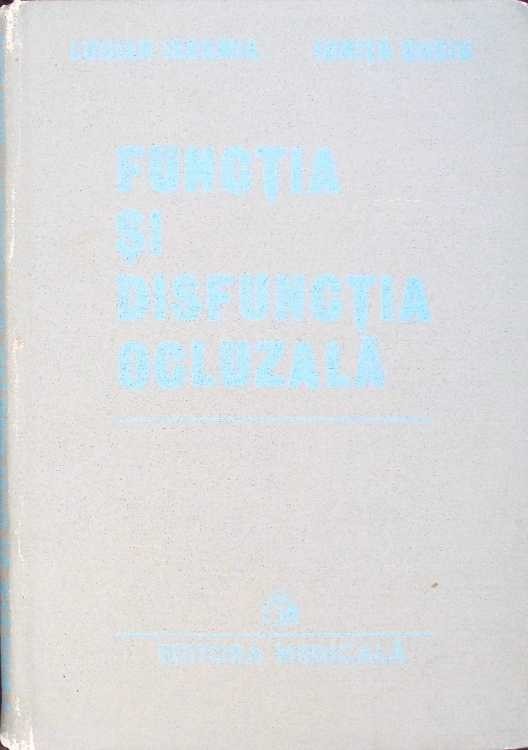 FUNCȚIA
ȘI
DISFUNCȚIA
OCLUZALĂ
EDITURA MEDICALĂ